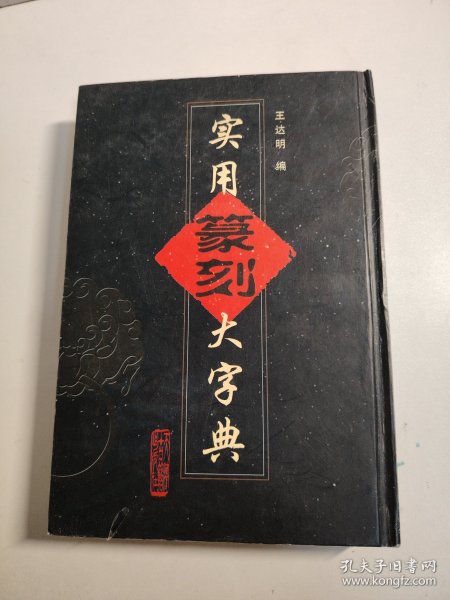 实用
篆刻
大字典
王达明 编
孔夫子旧书网
www.kongfz.com